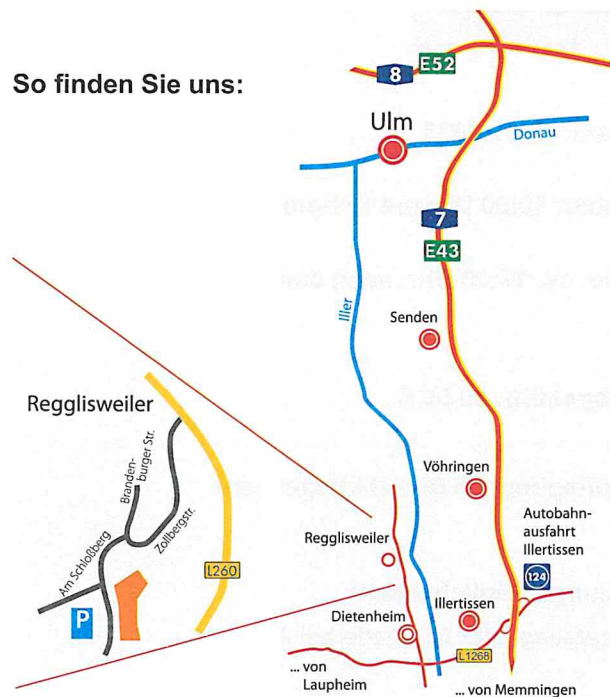 So finden Sie uns:
8
E52
Ulm
Donau
7
E43
Iller
Senden
Regglisweiler
Branden-
burger Str.
Zollbergstr.
Am Schloßberg
L260
P
Vöhringen
Autobahn-
ausfahrt
Illertissen
124
Regglisweiler
Dietenheim
Illertissen
L1268
... von
Laupheim
... von Memmingen